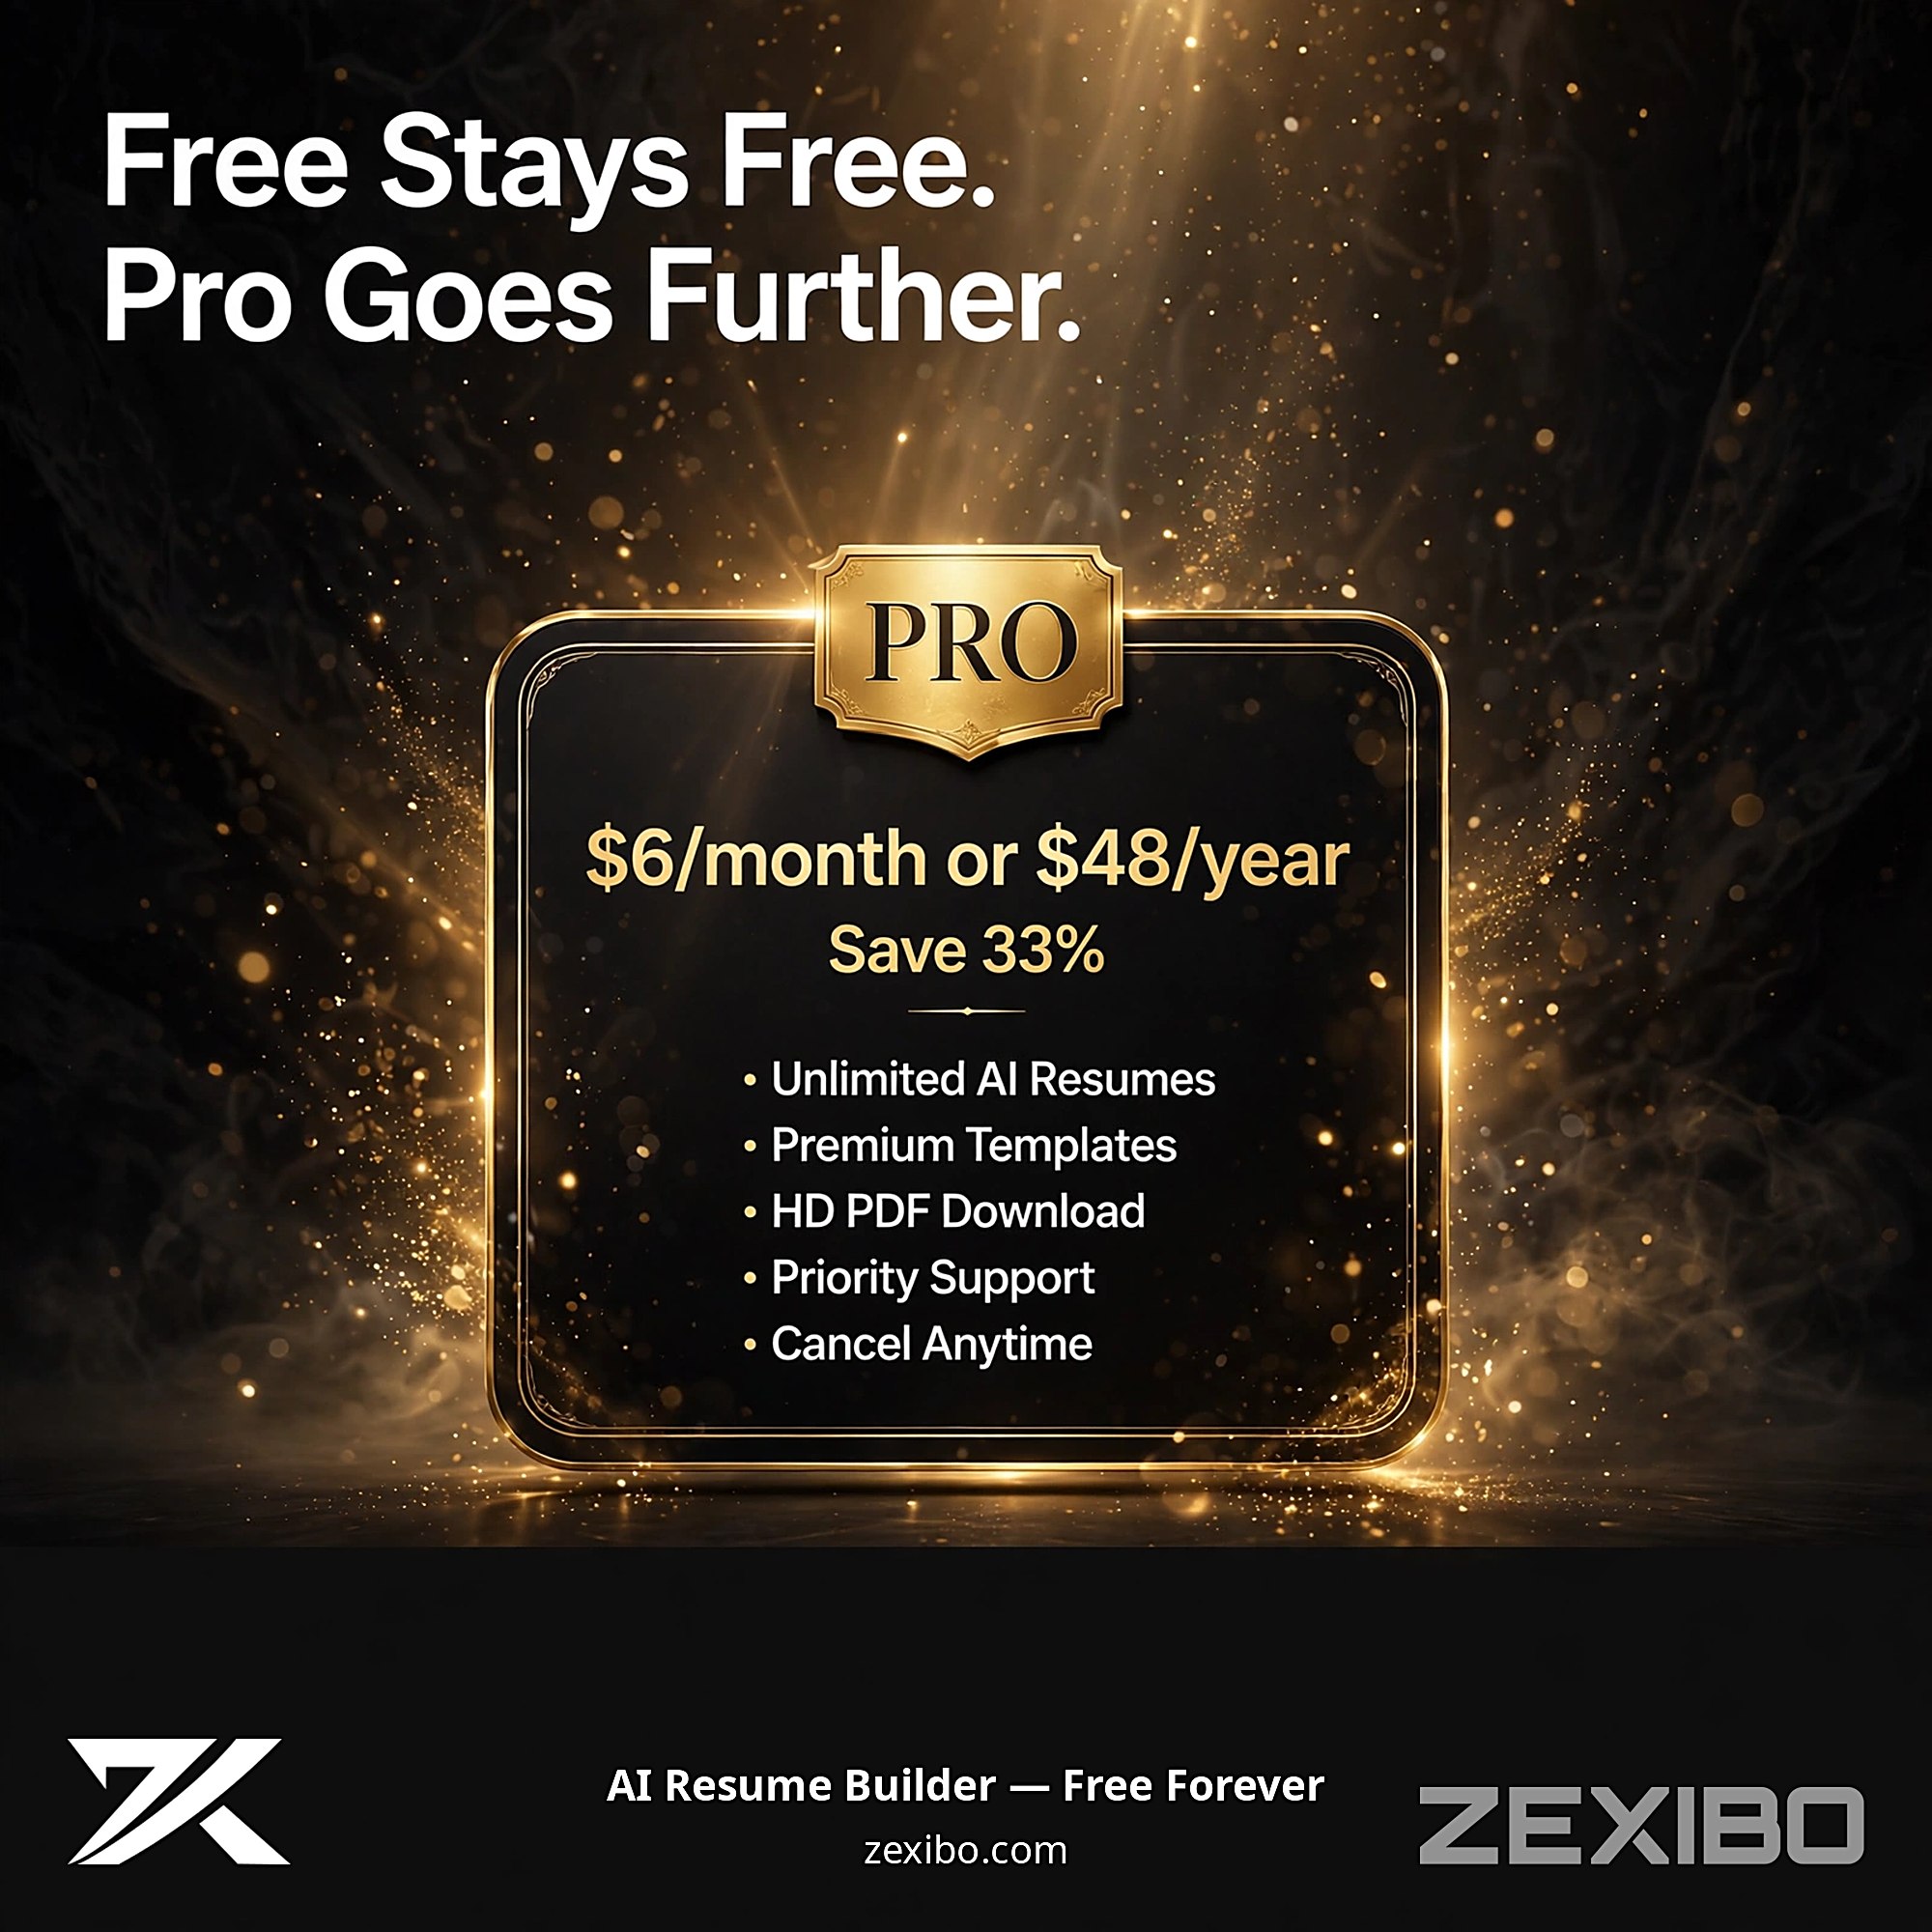 Free Stays Free.
Pro Goes Further.
PRO
$6/month or $48/year
Save 33%
• Unlimited AI Resumes
• Premium Templates
• HD PDF Download
• Priority Support
• Cancel Anytime
AI Resume Builder — Free Forever
zexibo.com
ZEXIBO